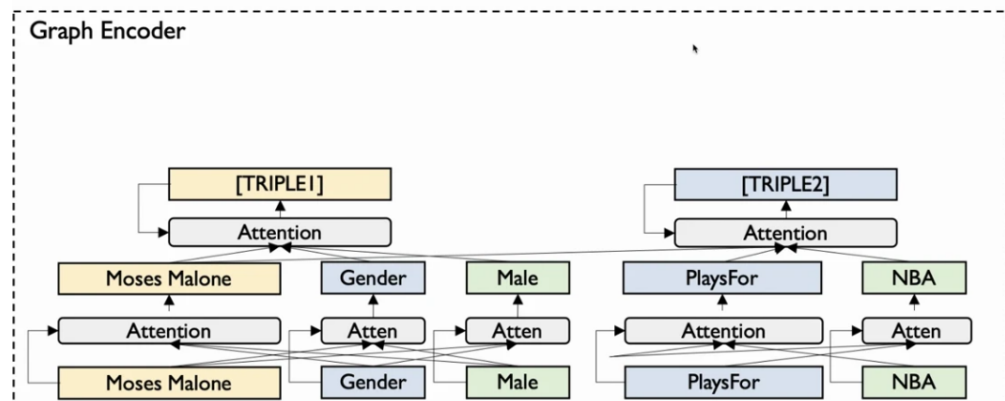 Graph Encoder
[TRIPLE1] [TRIPLE2]
Attention Attention
Moses Malone Gender Male PlaysFor NBA
Attention Atten Atten Attention Atten
Moses Malone Gender Male PlaysFor NBA